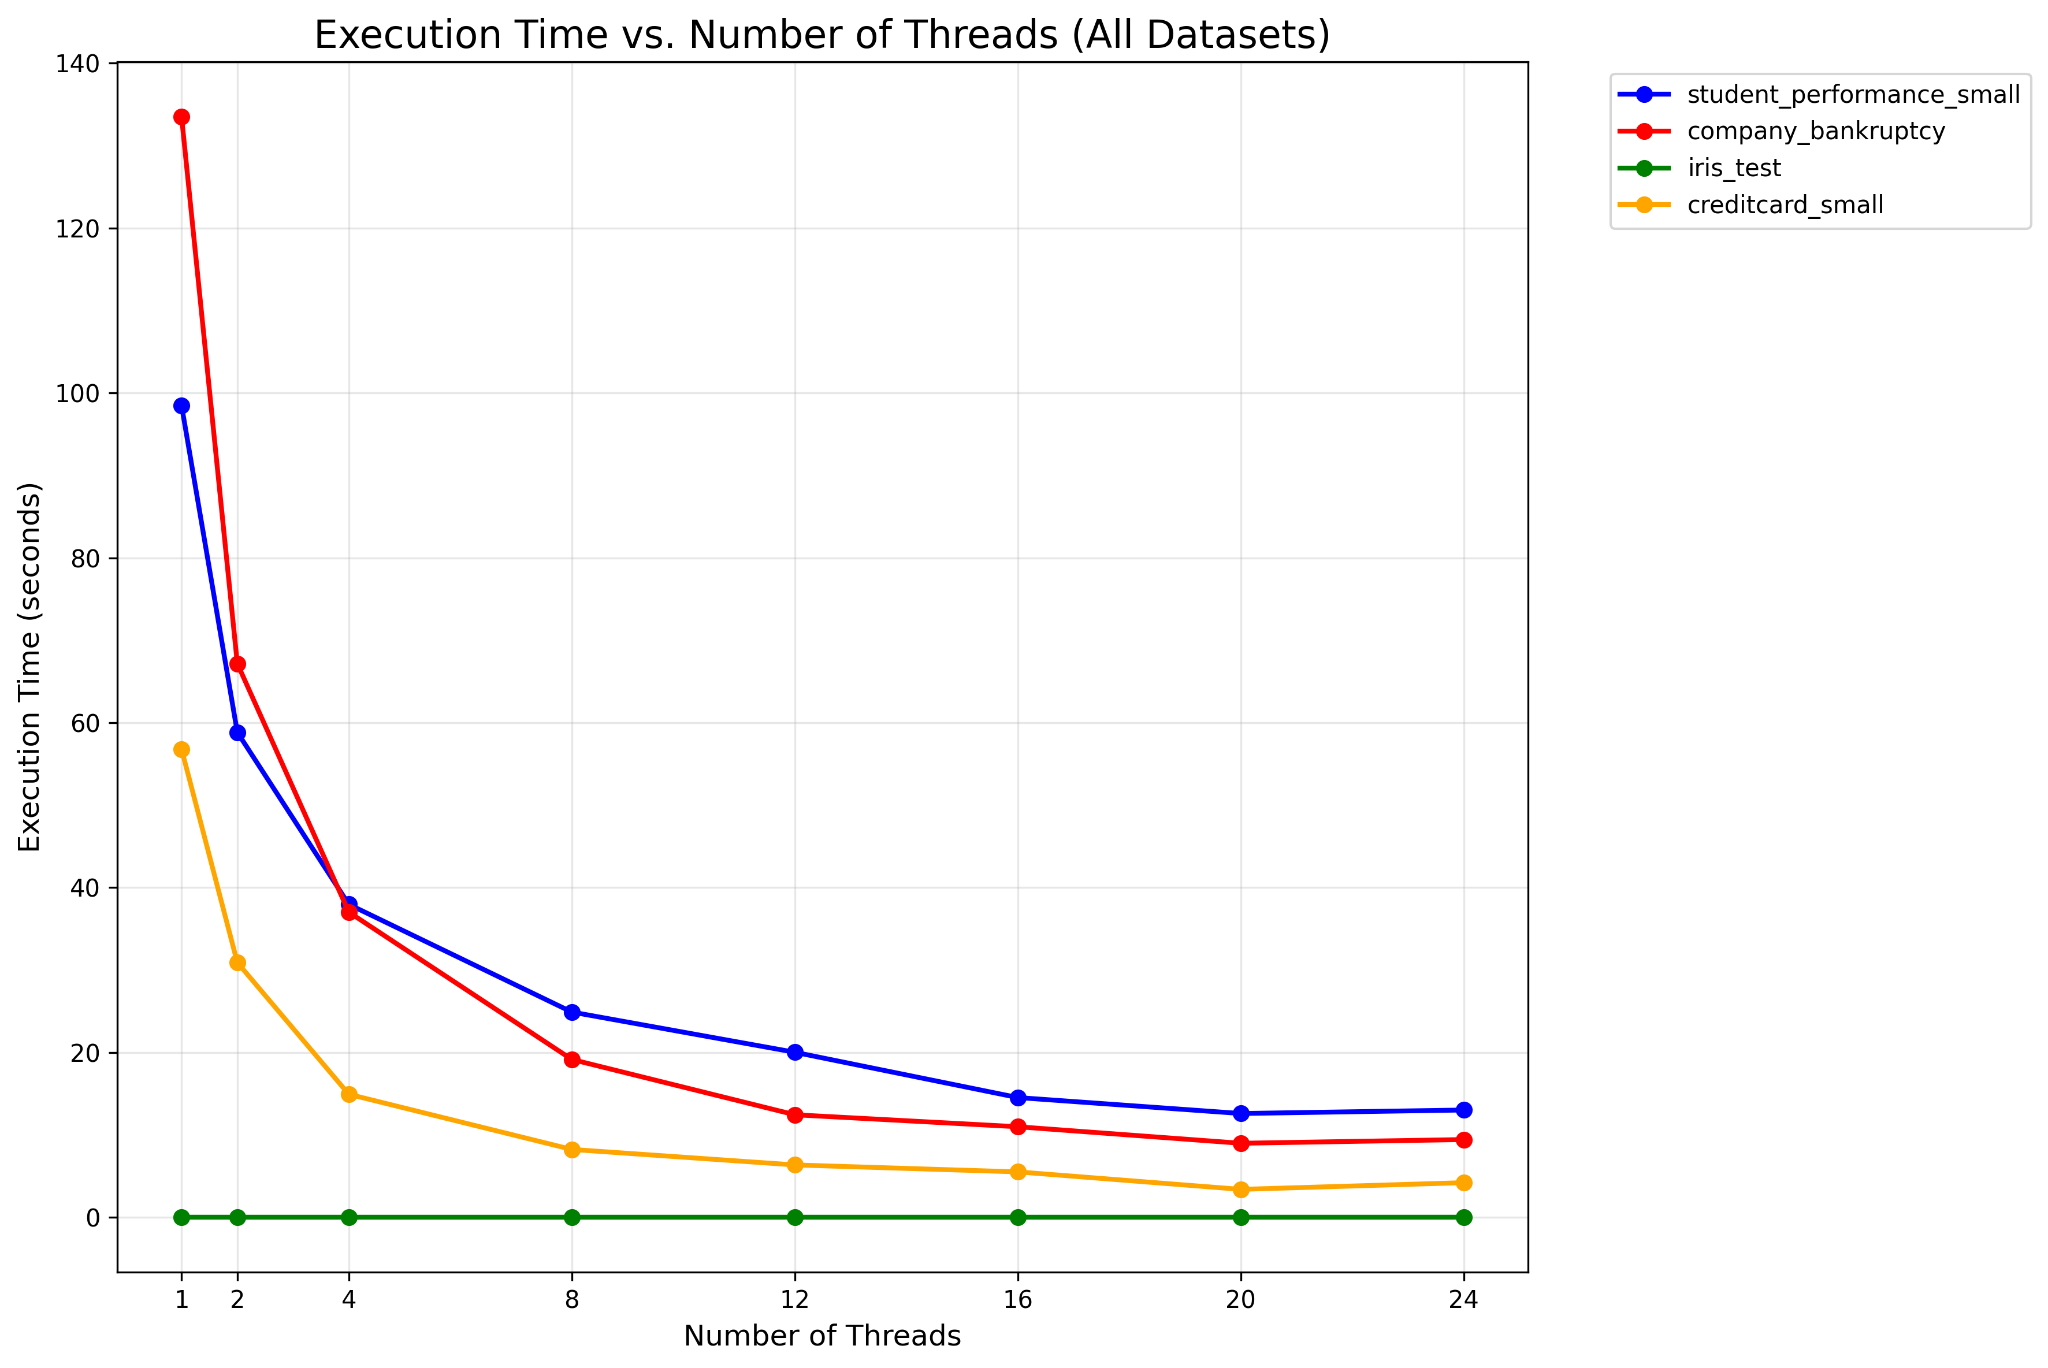 Execution Time vs. Number of Threads (All Datasets)
140
120
100
80
60
40
20
0
Execution Time (seconds)
1 2 4 8 12 16 20 24
Number of Threads
student_performance_small
company_bankruptcy
iris_test
creditcard_small